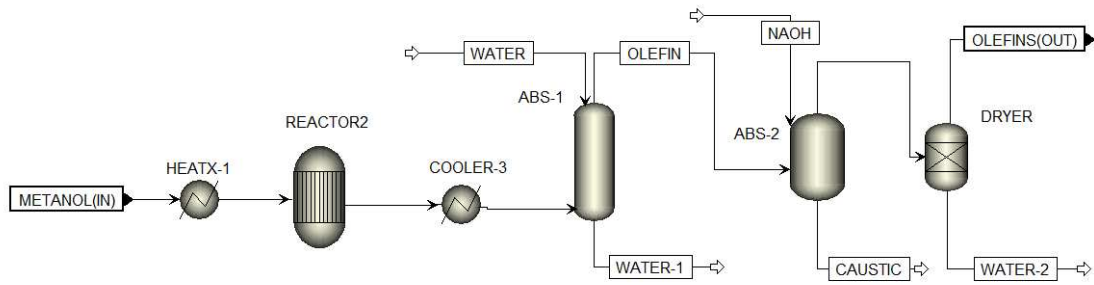 METANOL(IN)
HEATX-1
REACTOR2
COOLER-3
WATER
ABS-1
WATER-1
OLEFIN
NAOH
ABS-2
CAUSTIC
OLEFINS(OUT)
DRYER
WATER-2